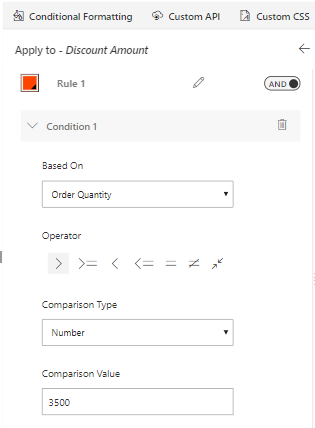 Conditional Formatting Custom API Custom CSS
Apply to - Discount Amount
Rule 1 AND
Condition 1
Based On
Order Quantity
Operator
> >= < <= = ≠
Comparison Type
Number
Comparison Value
3500